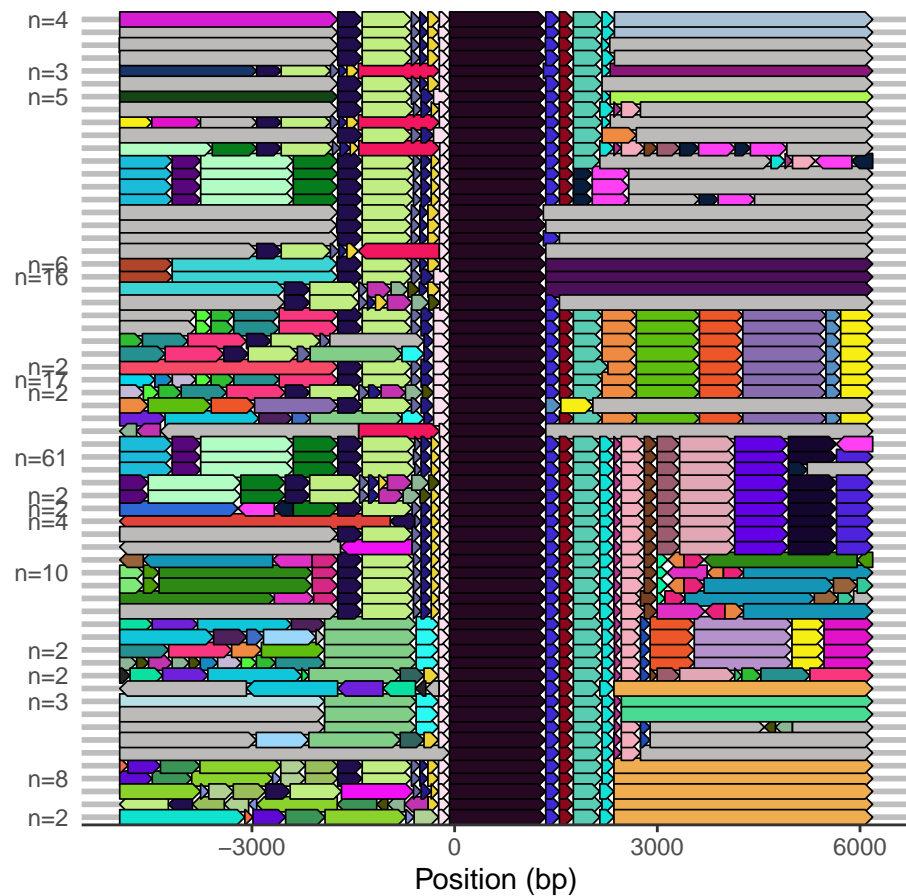 n=4
n=3
n=5
n=6
n=16
n=2
n=17
n=2
n=61
n=2
n=2
n=4
n=10
n=2
n=2
n=3
n=8
n=2
−3000 0 3000 6000
Position (bp)